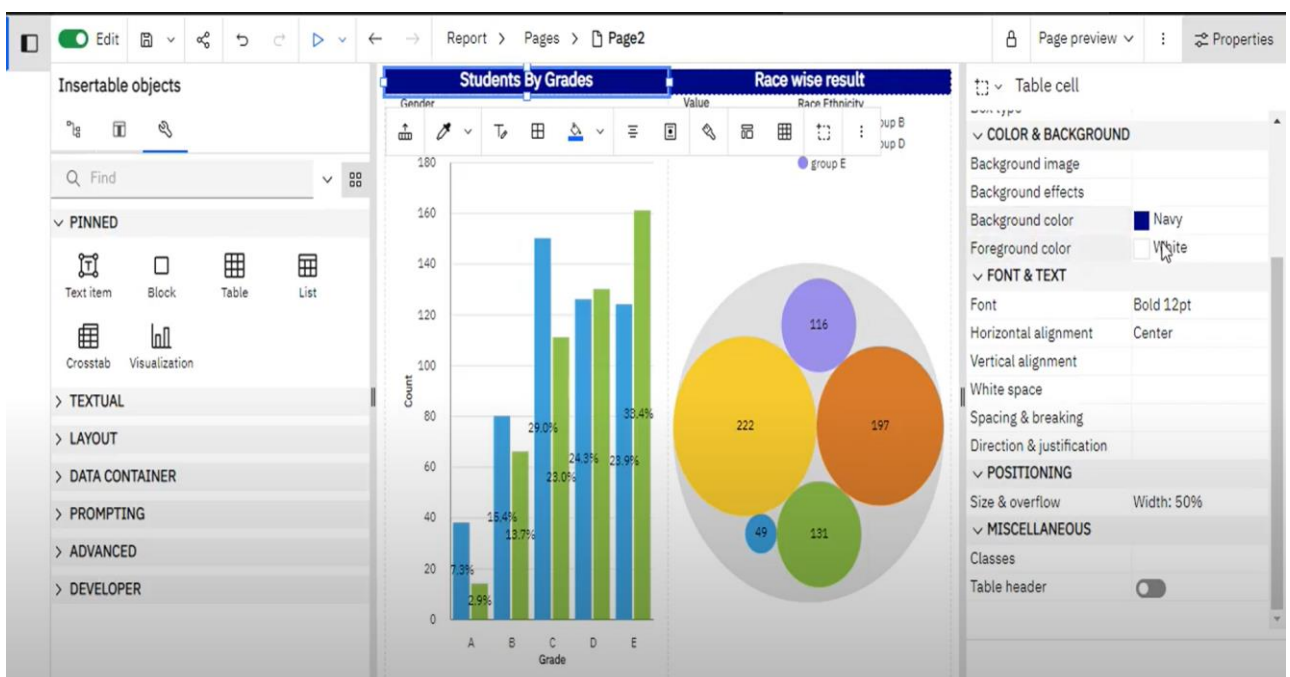 Edit
Report > Pages > Page2
Page preview
Properties
Insertable objects
Find
PINNED
Text item
Block
Table
List
Crosstab
Visualization
TEXTUAL
LAYOUT
DATA CONTAINER
PROMPTING
ADVANCED
DEVELOPER
Students By Grades
Race wise result
Gender
Value
Race Ethnicity
oup B
oup D
group E
180
160
140
120
100
80
60
40
20
0
Count
7.3%
2.9%
15.4%
13.7%
29.0%
23.0%
24.3%
23.9%
33.4%
A B C D E
Grade
116
222
197
49
131
Table cell
COLOR & BACKGROUND
Background image
Background effects
Background color Navy
Foreground color White
FONT & TEXT
Font Bold 12pt
Horizontal alignment Center
Vertical alignment
White space
Spacing & breaking
Direction & justification
POSITIONING
Size & overflow Width: 50%
MISCELLANEOUS
Classes
Table header